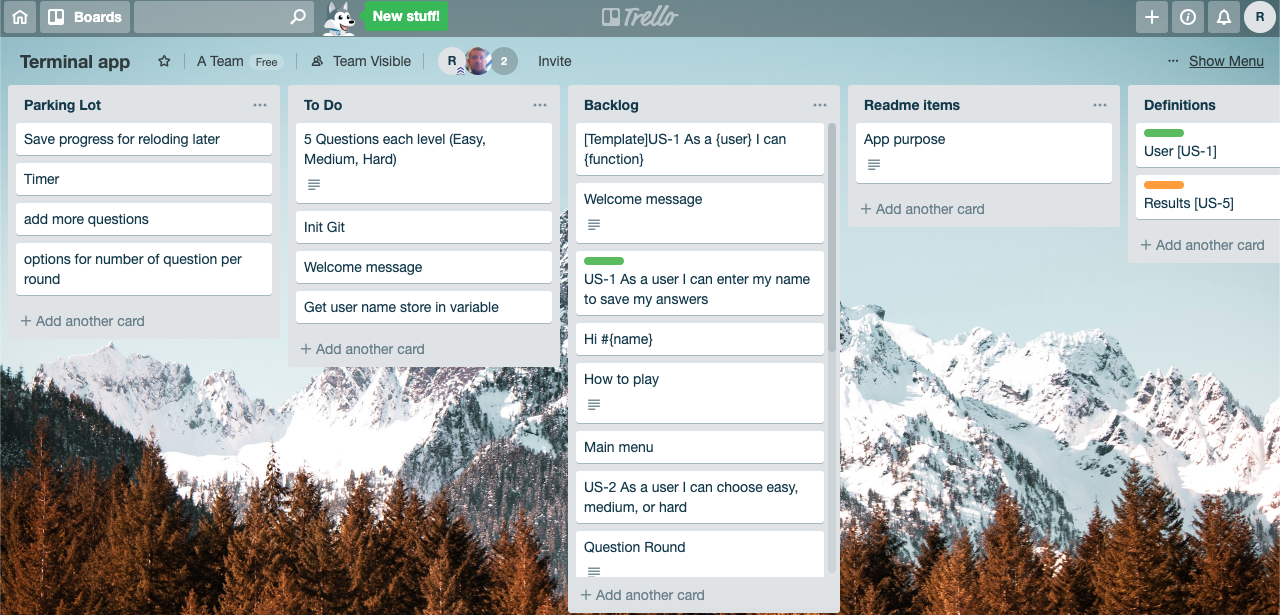 Boards
New stuff!
Trello
R
Terminal app
A Team
Free
Team Visible
R
2
Invite
Show Menu
Parking Lot
Save progress for reloding later
Timer
add more questions
options for number of question per
round
+ Add another card
To Do
5 Questions each level (Easy,
Medium, Hard)
Init Git
Welcome message
Get user name store in variable
+ Add another card
Backlog
[Template]US-1 As a {user} I can
{function}
Welcome message
US-1 As a user I can enter my name
to save my answers
Hi #{name}
How to play
Main menu
US-2 As a user I can choose easy,
medium, or hard
Question Round
+ Add another card
Readme items
App purpose
+ Add another card
Definitions
User [US-1]
Results [US-5]
+ Add another card